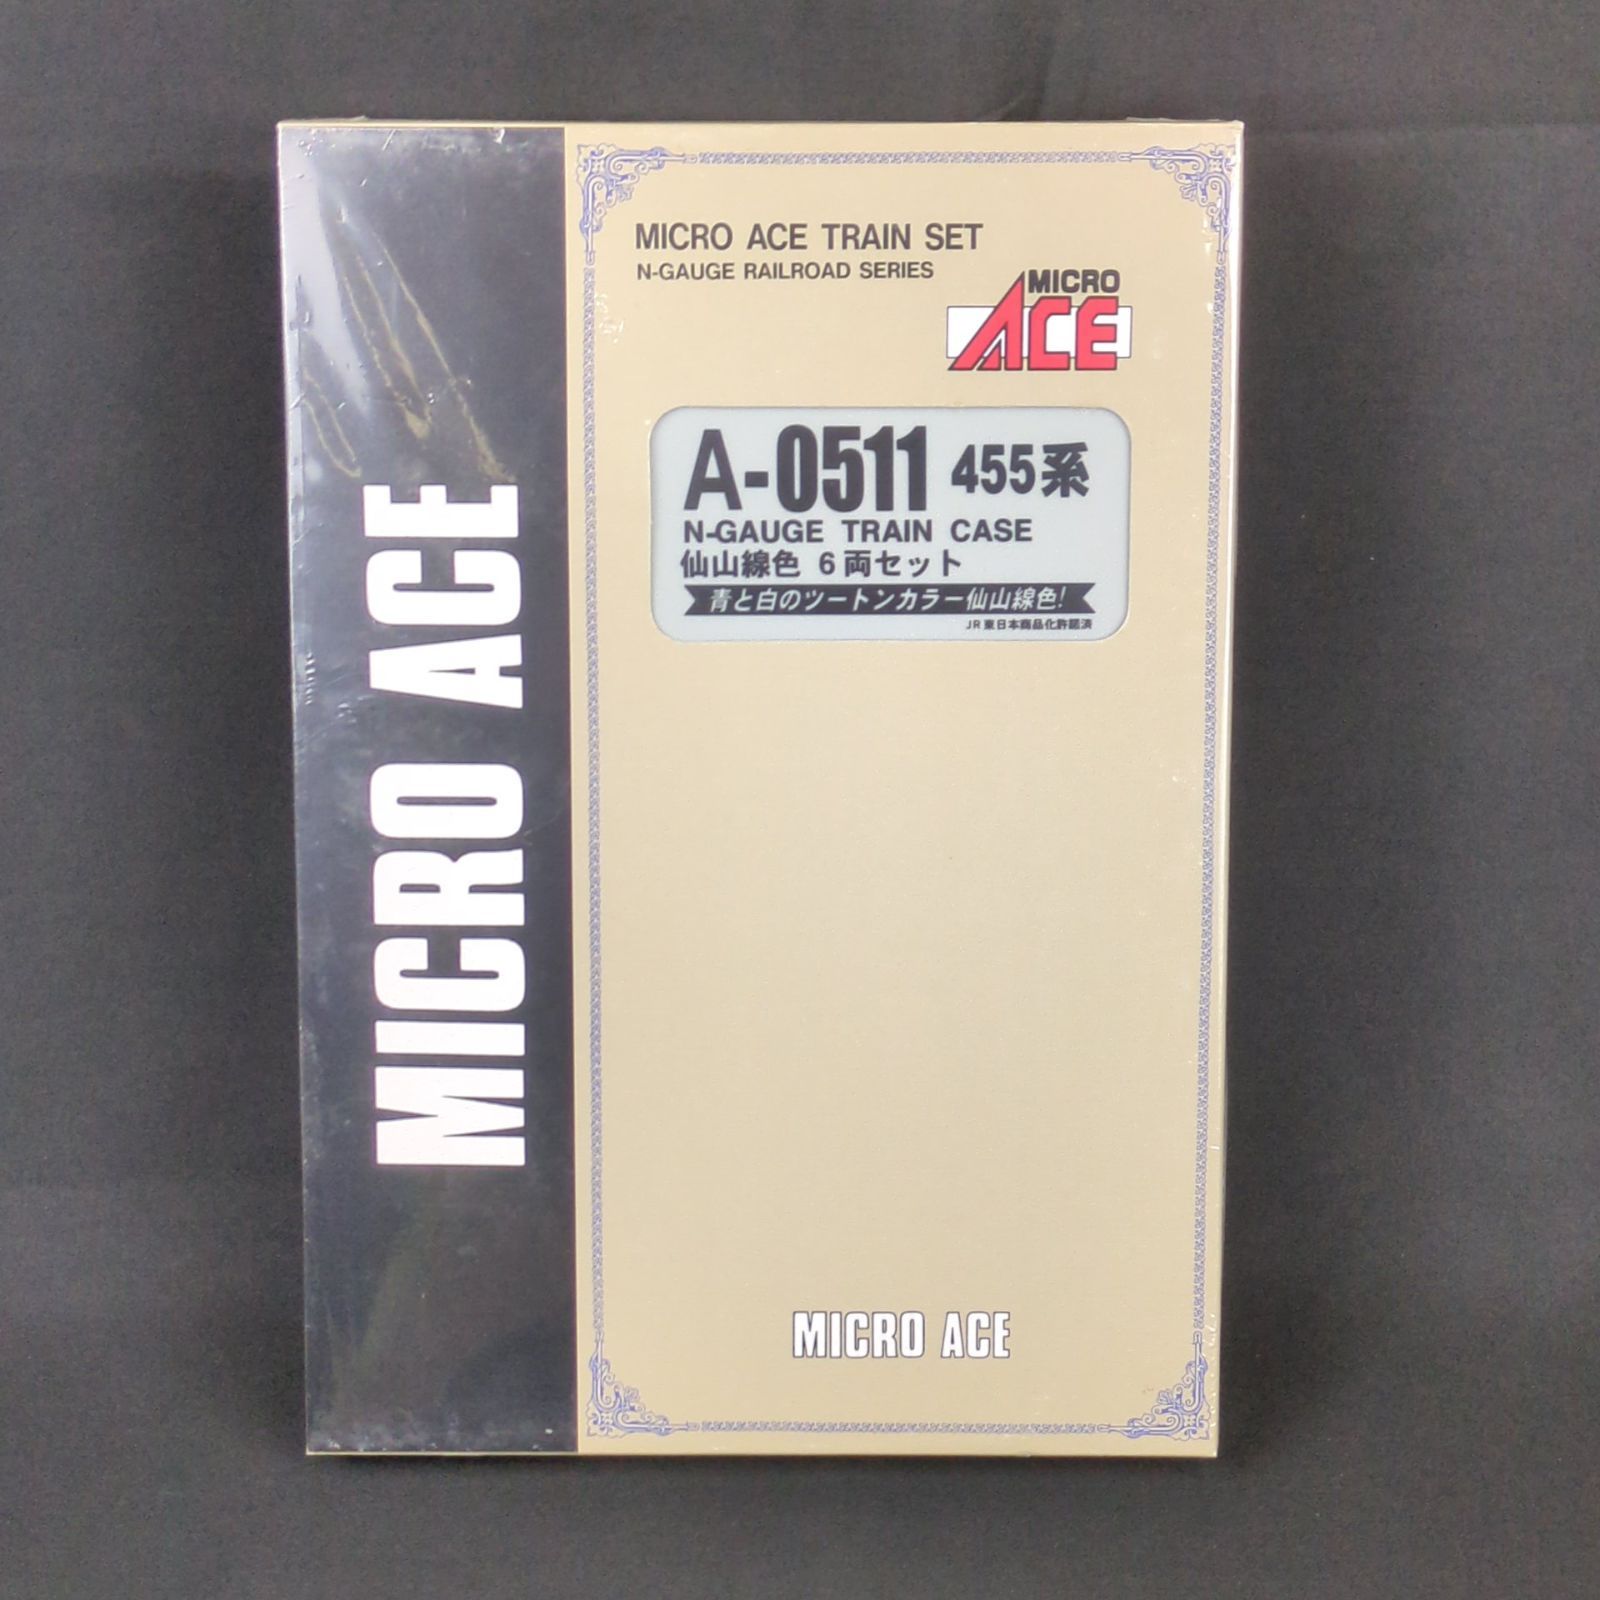 MICRO ACE
MICRO ACE TRAIN SET
N-GAUGE RAILROAD SERIES
MICRO
ACE
A-0511 455系
N-GAUGE TRAIN CASE
仙山線色 6両セット
青と白のツートンカラー仙山線色!
JR東日本商品化許諾済
MICRO ACE